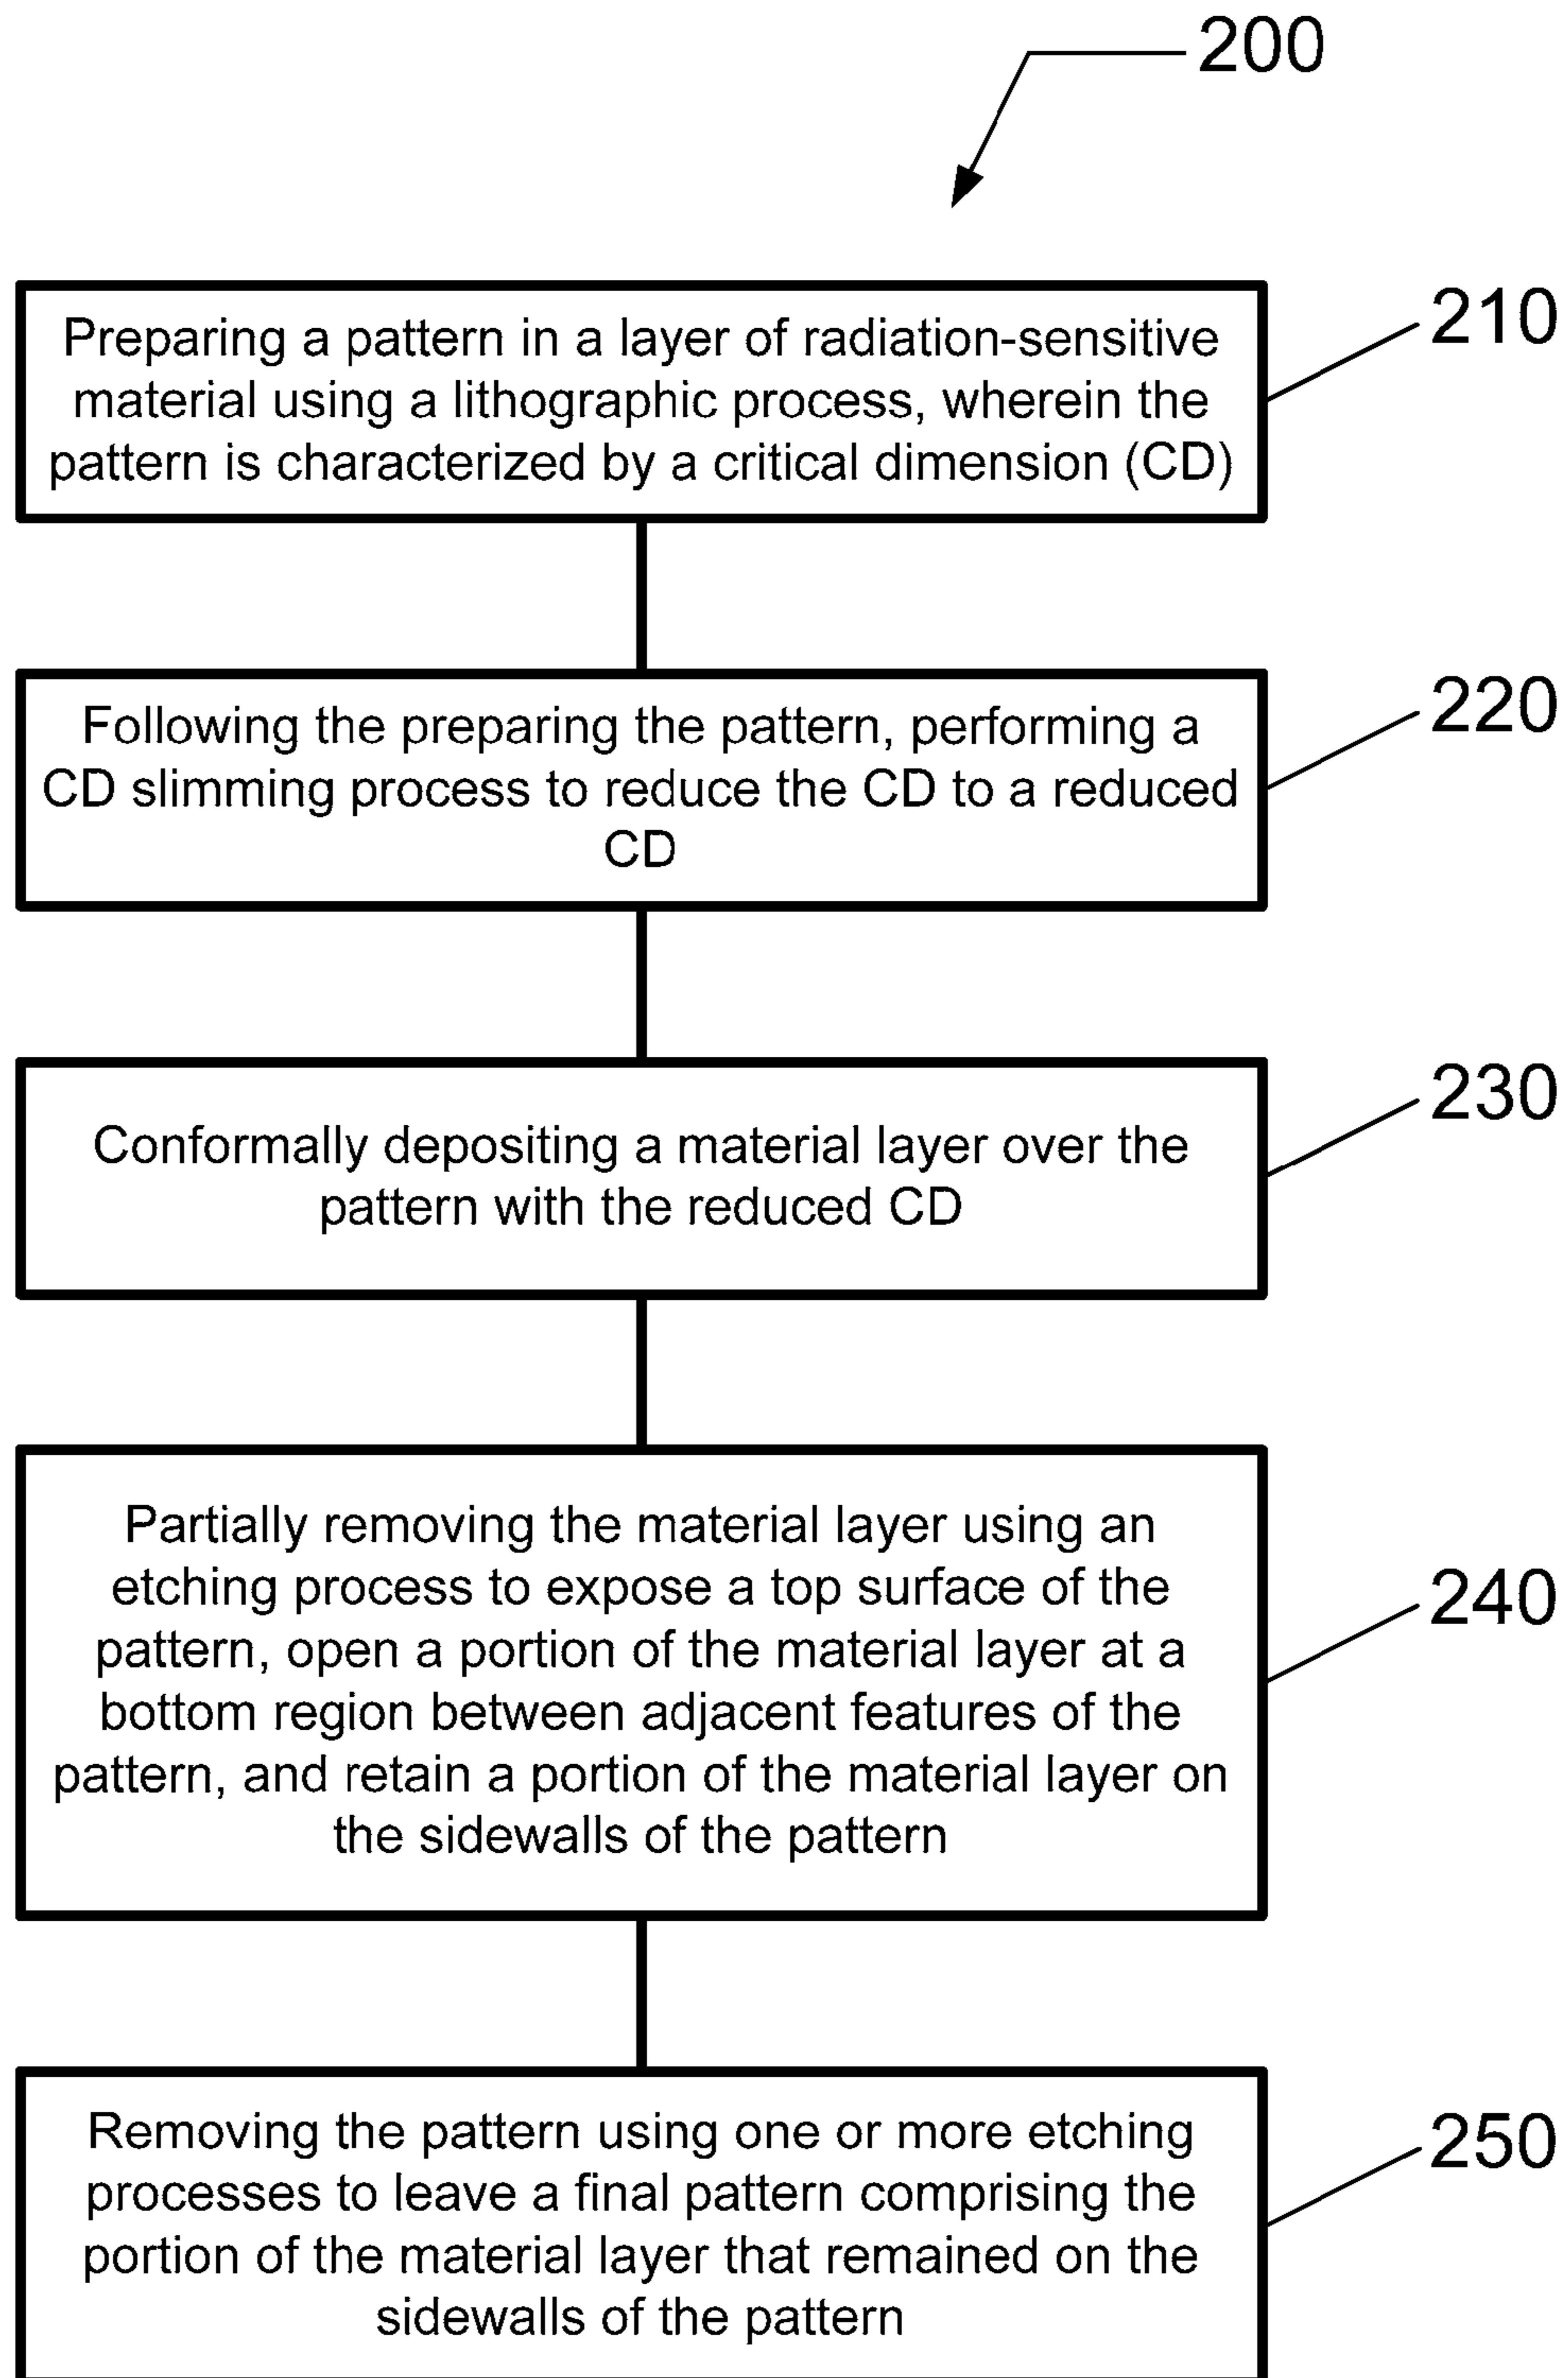 200
Preparing a pattern in a layer of radiation-sensitive
material using a lithographic process, wherein the
pattern is characterized by a critical dimension (CD)
210
Following the preparing the pattern, performing a
CD slimming process to reduce the CD to a reduced
CD
220
Conformally depositing a material layer over the
pattern with the reduced CD
230
Partially removing the material layer using an
etching process to expose a top surface of the
pattern, open a portion of the material layer at a
bottom region between adjacent features of the
pattern, and retain a portion of the material layer on
the sidewalls of the pattern
240
Removing the pattern using one or more etching
processes to leave a final pattern comprising the
portion of the material layer that remained on the
sidewalls of the pattern
250